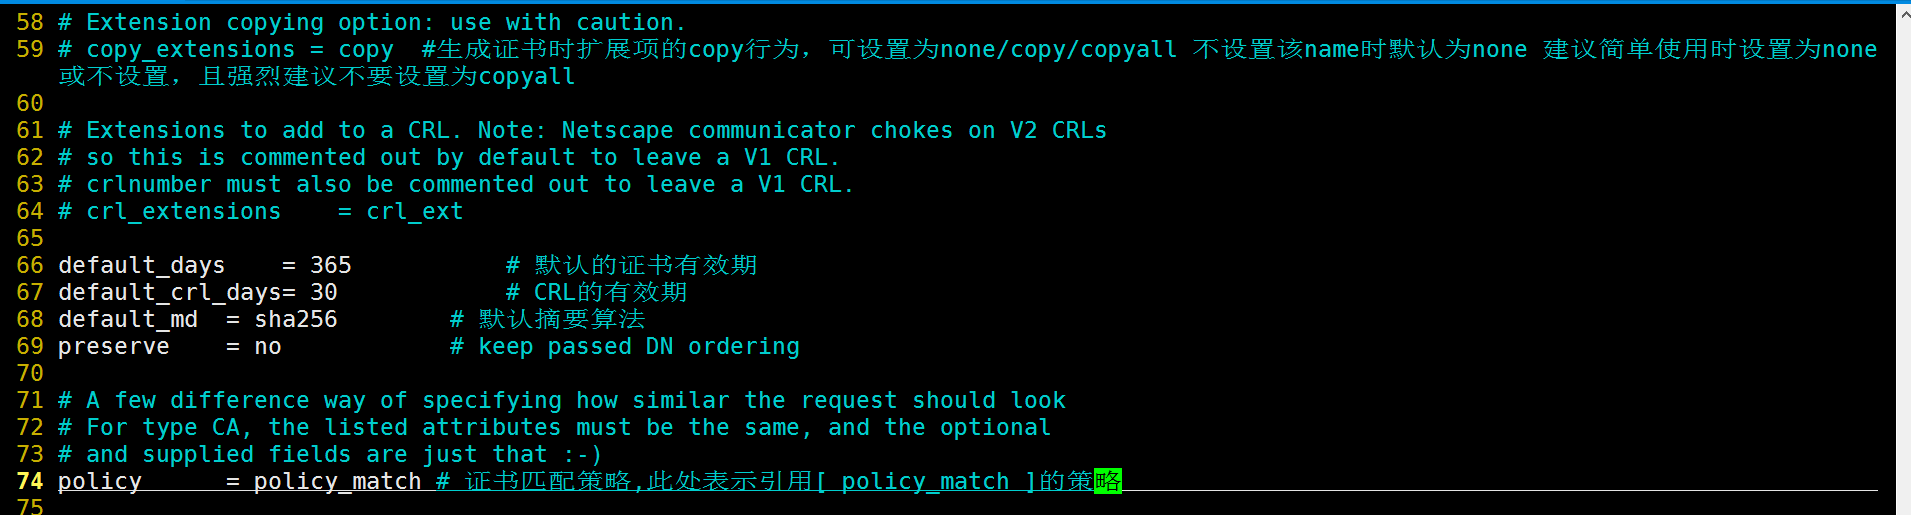 58 # Extension copying option: use with caution.
59 # copy_extensions = copy  #生成证书时扩展项的copy行为，可设置为none/copy/copyall 不设置该name时默认为none 建议简单使用时设置为none
或不设置，且强烈建议不要设置为copyall
60
61 # Extensions to add to a CRL. Note: Netscape communicator chokes on V2 CRLs
62 # so this is commented out by default to leave a V1 CRL.
63 # crlnumber must also be commented out to leave a V1 CRL.
64 # crl_extensions    = crl_ext
65
66 default_days    = 365           # 默认的证书有效期
67 default_crl_days= 30            # CRL的有效期
68 default_md  = sha256        # 默认摘要算法
69 preserve    = no            # keep passed DN ordering
70
71 # A few difference way of specifying how similar the request should look
72 # For type CA, the listed attributes must be the same, and the optional
73 # and supplied fields are just that :-)
74 policy      = policy_match # 证书匹配策略,此处表示引用[ policy_match ]的策略
75